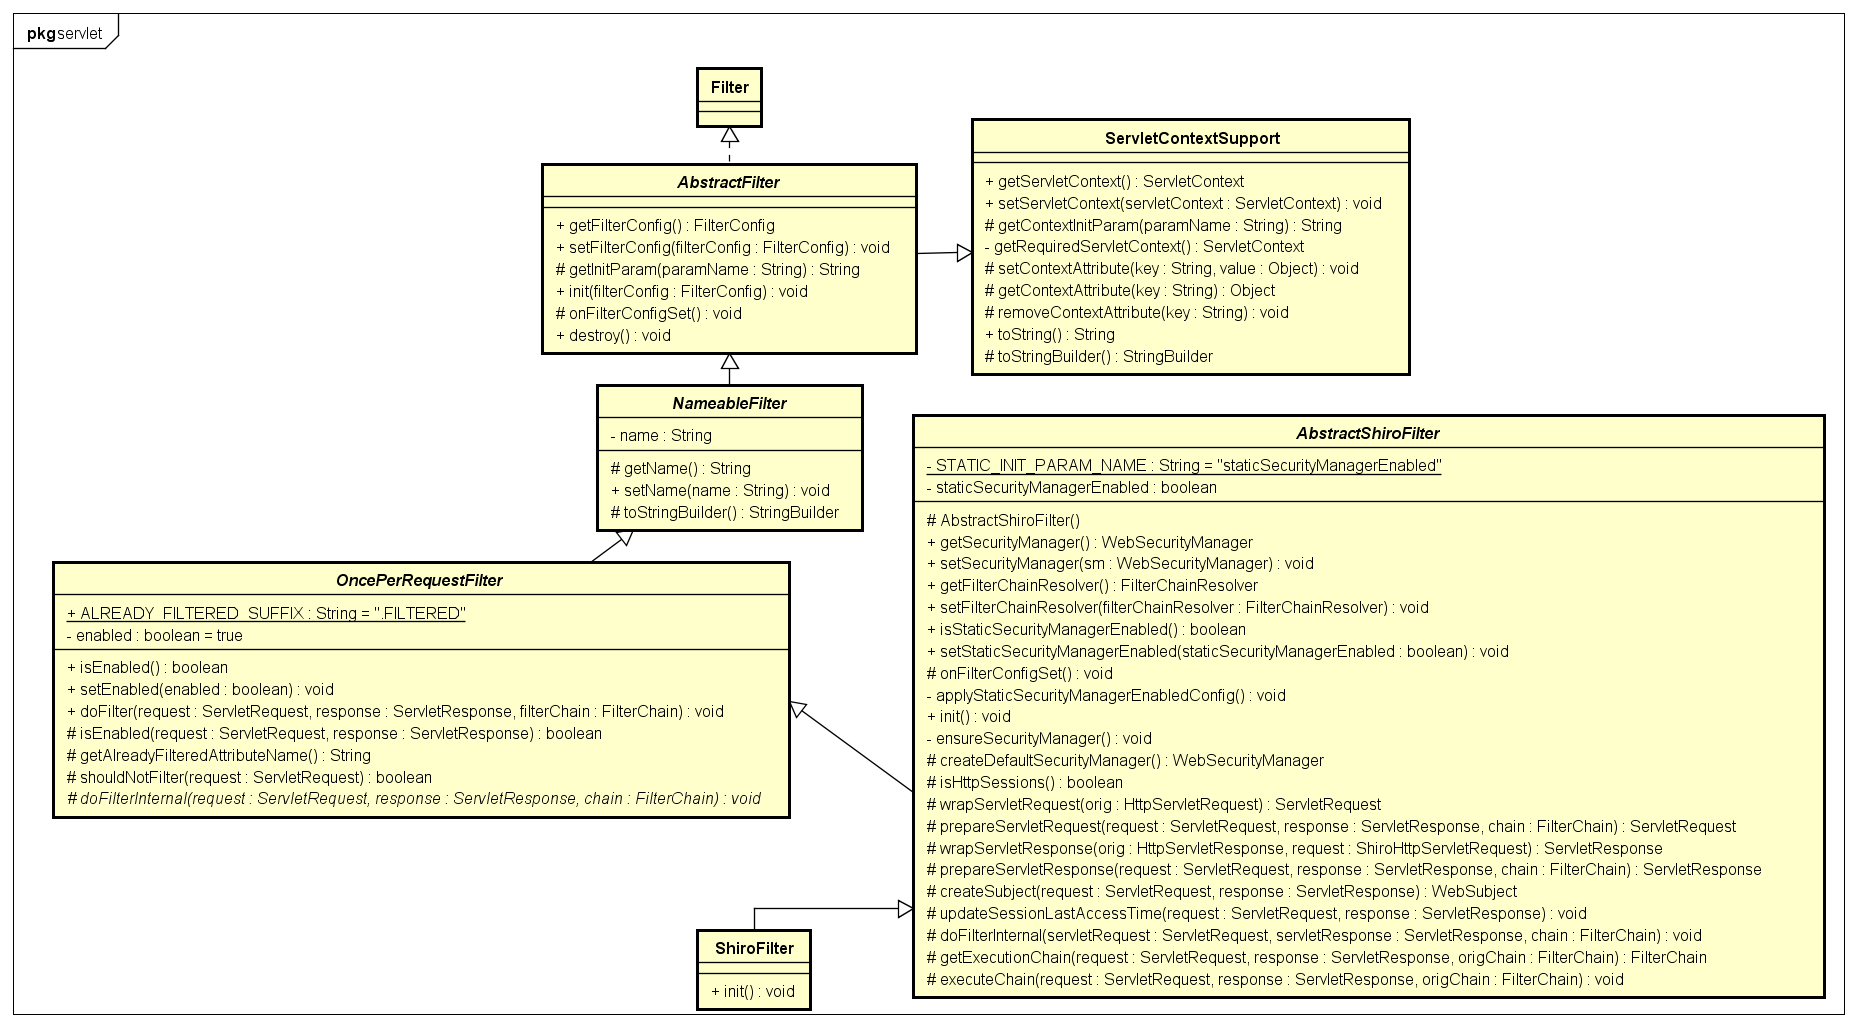 pkg servlet
Filter
AbstractFilter
+ getFilterConfig() : FilterConfig
+ setFilterConfig(filterConfig : FilterConfig) : void
# getInitParam(paramName : String) : String
+ init(filterConfig : FilterConfig) : void
# onFilterConfigSet() : void
+ destroy() : void
ServletContextSupport
+ getServletContext() : ServletContext
+ setServletContext(servletContext : ServletContext) : void
# getContextInitParam(paramName : String) : String
- getRequiredServletContext() : ServletContext
# setContextAttribute(key : String, value : Object) : void
# getContextAttribute(key : String) : Object
# removeContextAttribute(key : String) : void
+ toString() : String
# toStringBuilder() : StringBuilder
NameableFilter
- name : String
# getName() : String
+ setName(name : String) : void
# toStringBuilder() : StringBuilder
OncePerRequestFilter
+ ALREADY_FILTERED_SUFFIX : String = ".FILTERED"
- enabled : boolean = true
+ isEnabled() : boolean
+ setEnabled(enabled : boolean) : void
+ doFilter(request : ServletRequest, response : ServletResponse, filterChain : FilterChain) : void
# isEnabled(request : ServletRequest, response : ServletResponse) : boolean
# getAlreadyFilteredAttributeName() : String
# shouldNotFilter(request : ServletRequest) : boolean
# doFilterInternal(request : ServletRequest, response : ServletResponse, chain : FilterChain) : void
AbstractShiroFilter
- STATIC_INIT_PARAM_NAME : String = "staticSecurityManagerEnabled"
- staticSecurityManagerEnabled : boolean
# AbstractShiroFilter()
+ getSecurityManager() : WebSecurityManager
+ setSecurityManager(sm : WebSecurityManager) : void
+ getFilterChainResolver() : FilterChainResolver
+ setFilterChainResolver(filterChainResolver : FilterChainResolver) : void
+ isStaticSecurityManagerEnabled() : boolean
+ setStaticSecurityManagerEnabled(staticSecurityManagerEnabled : boolean) : void
# onFilterConfigSet() : void
- applyStaticSecurityManagerEnabledConfig() : void
+ init() : void
- ensureSecurityManager() : void
# createDefaultSecurityManager() : WebSecurityManager
# isHttpSessions() : boolean
# wrapServletRequest(orig : HttpServletRequest) : ServletRequest
# prepareServletRequest(request : ServletRequest, response : ServletResponse, chain : FilterChain) : ServletRequest
# wrapServletResponse(orig : HttpServletResponse, request : ShiroHttpServletRequest) : ServletResponse
# prepareServletResponse(request : ServletRequest, response : ServletResponse, chain : FilterChain) : ServletResponse
# createSubject(request : ServletRequest, response : ServletResponse) : WebSubject
# updateSessionLastAccessTime(request : ServletRequest, response : ServletResponse) : void
# doFilterInternal(servletRequest : ServletRequest, servletResponse : ServletResponse, chain : FilterChain) : void
# getExecutionChain(request : ServletRequest, response : ServletResponse, origChain : FilterChain) : FilterChain
# executeChain(request : ServletRequest, response : ServletResponse, origChain : FilterChain) : void
ShiroFilter
+ init() : void